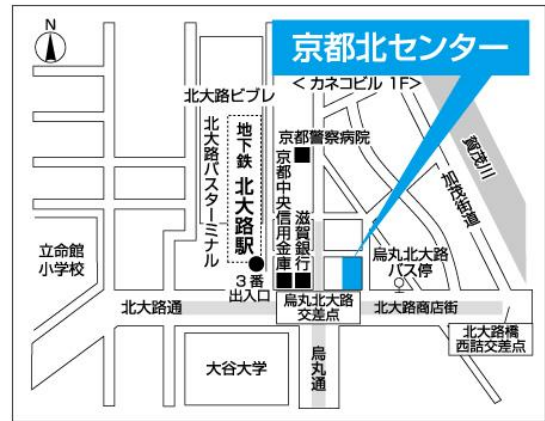 N
京都北センター
< カネコビル 1F>
北大路ビブレ
京都警察病院
賀茂川
加茂街道
北大路バスターミナル
地下鉄 北大路駅
京都中央信用金庫
滋賀銀行
立命館
小学校
3番
出入口
烏丸北大路
バス停
北大路通
烏丸北大路
交差点
北大路商店街
北大路橋
西詰交差点
大谷大学
烏丸通